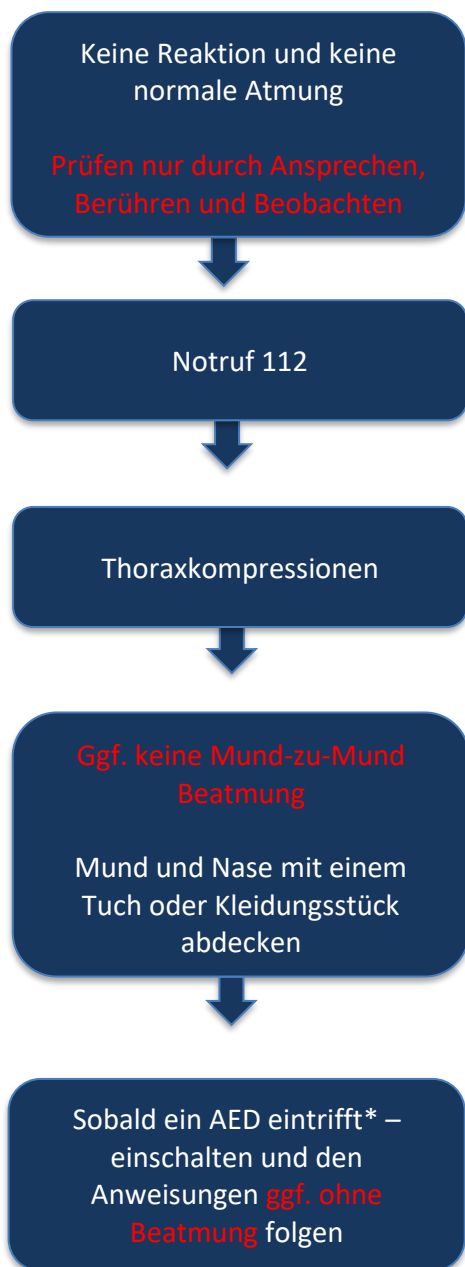 Keine Reaktion und keine
normale Atmung
Prüfen nur durch Ansprechen,
Berühren und Beobachten
Notruf 112
Thoraxkompressionen
Ggf. keine Mund-zu-Mund
Beatmung
Mund und Nase mit einem
Tuch oder Kleidungsstück
abdecken
Sobald ein AED eintrifft* –
einschalten und den
Anweisungen ggf. ohne
Beatmung folgen